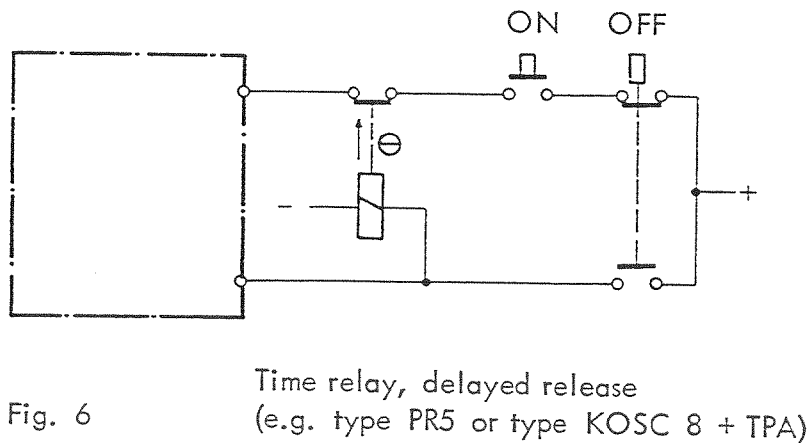 ON OFF
- +
Time relay, delayed release
Fig. 6 (e.g. type PR5 or type KOSC 8 + TPA)